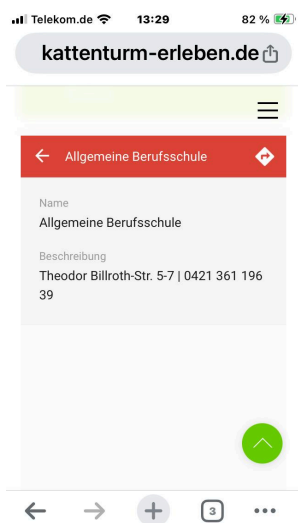 Telekom.de 13:29 82 %
kattenturm-erleben.de
Allgemeine Berufsschule
Name
Allgemeine Berufsschule
Beschreibung
Theodor Billroth-Str. 5-7 | 0421 361 196
39
3